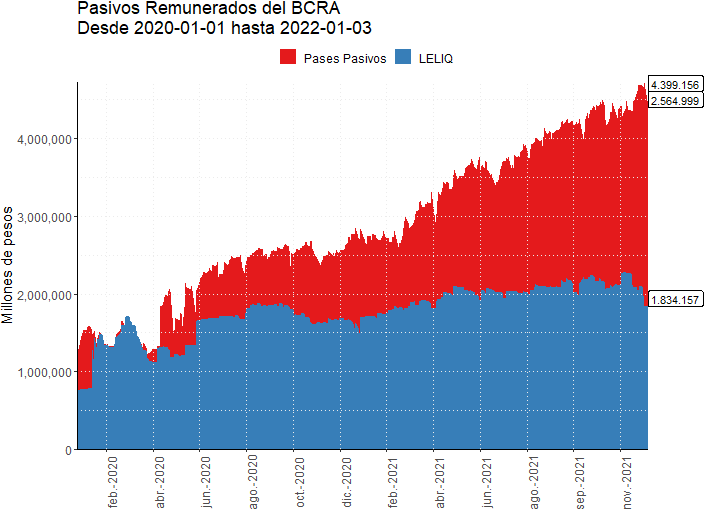 Pasivos Remunerados del BCRA
Desde 2020-01-01 hasta 2022-01-03
Pases Pasivos LELIQ
4.399.156
2.564.999
4,000,000
3,000,000
2,000,000
1.834.157
1,000,000
0
Millones de pesos
feb.-2020
abr.-2020
jun.-2020
ago.-2020
oct.-2020
dic.-2020
feb.-2021
abr.-2021
jun.-2021
ago.-2021
sep.-2021
nov.-2021